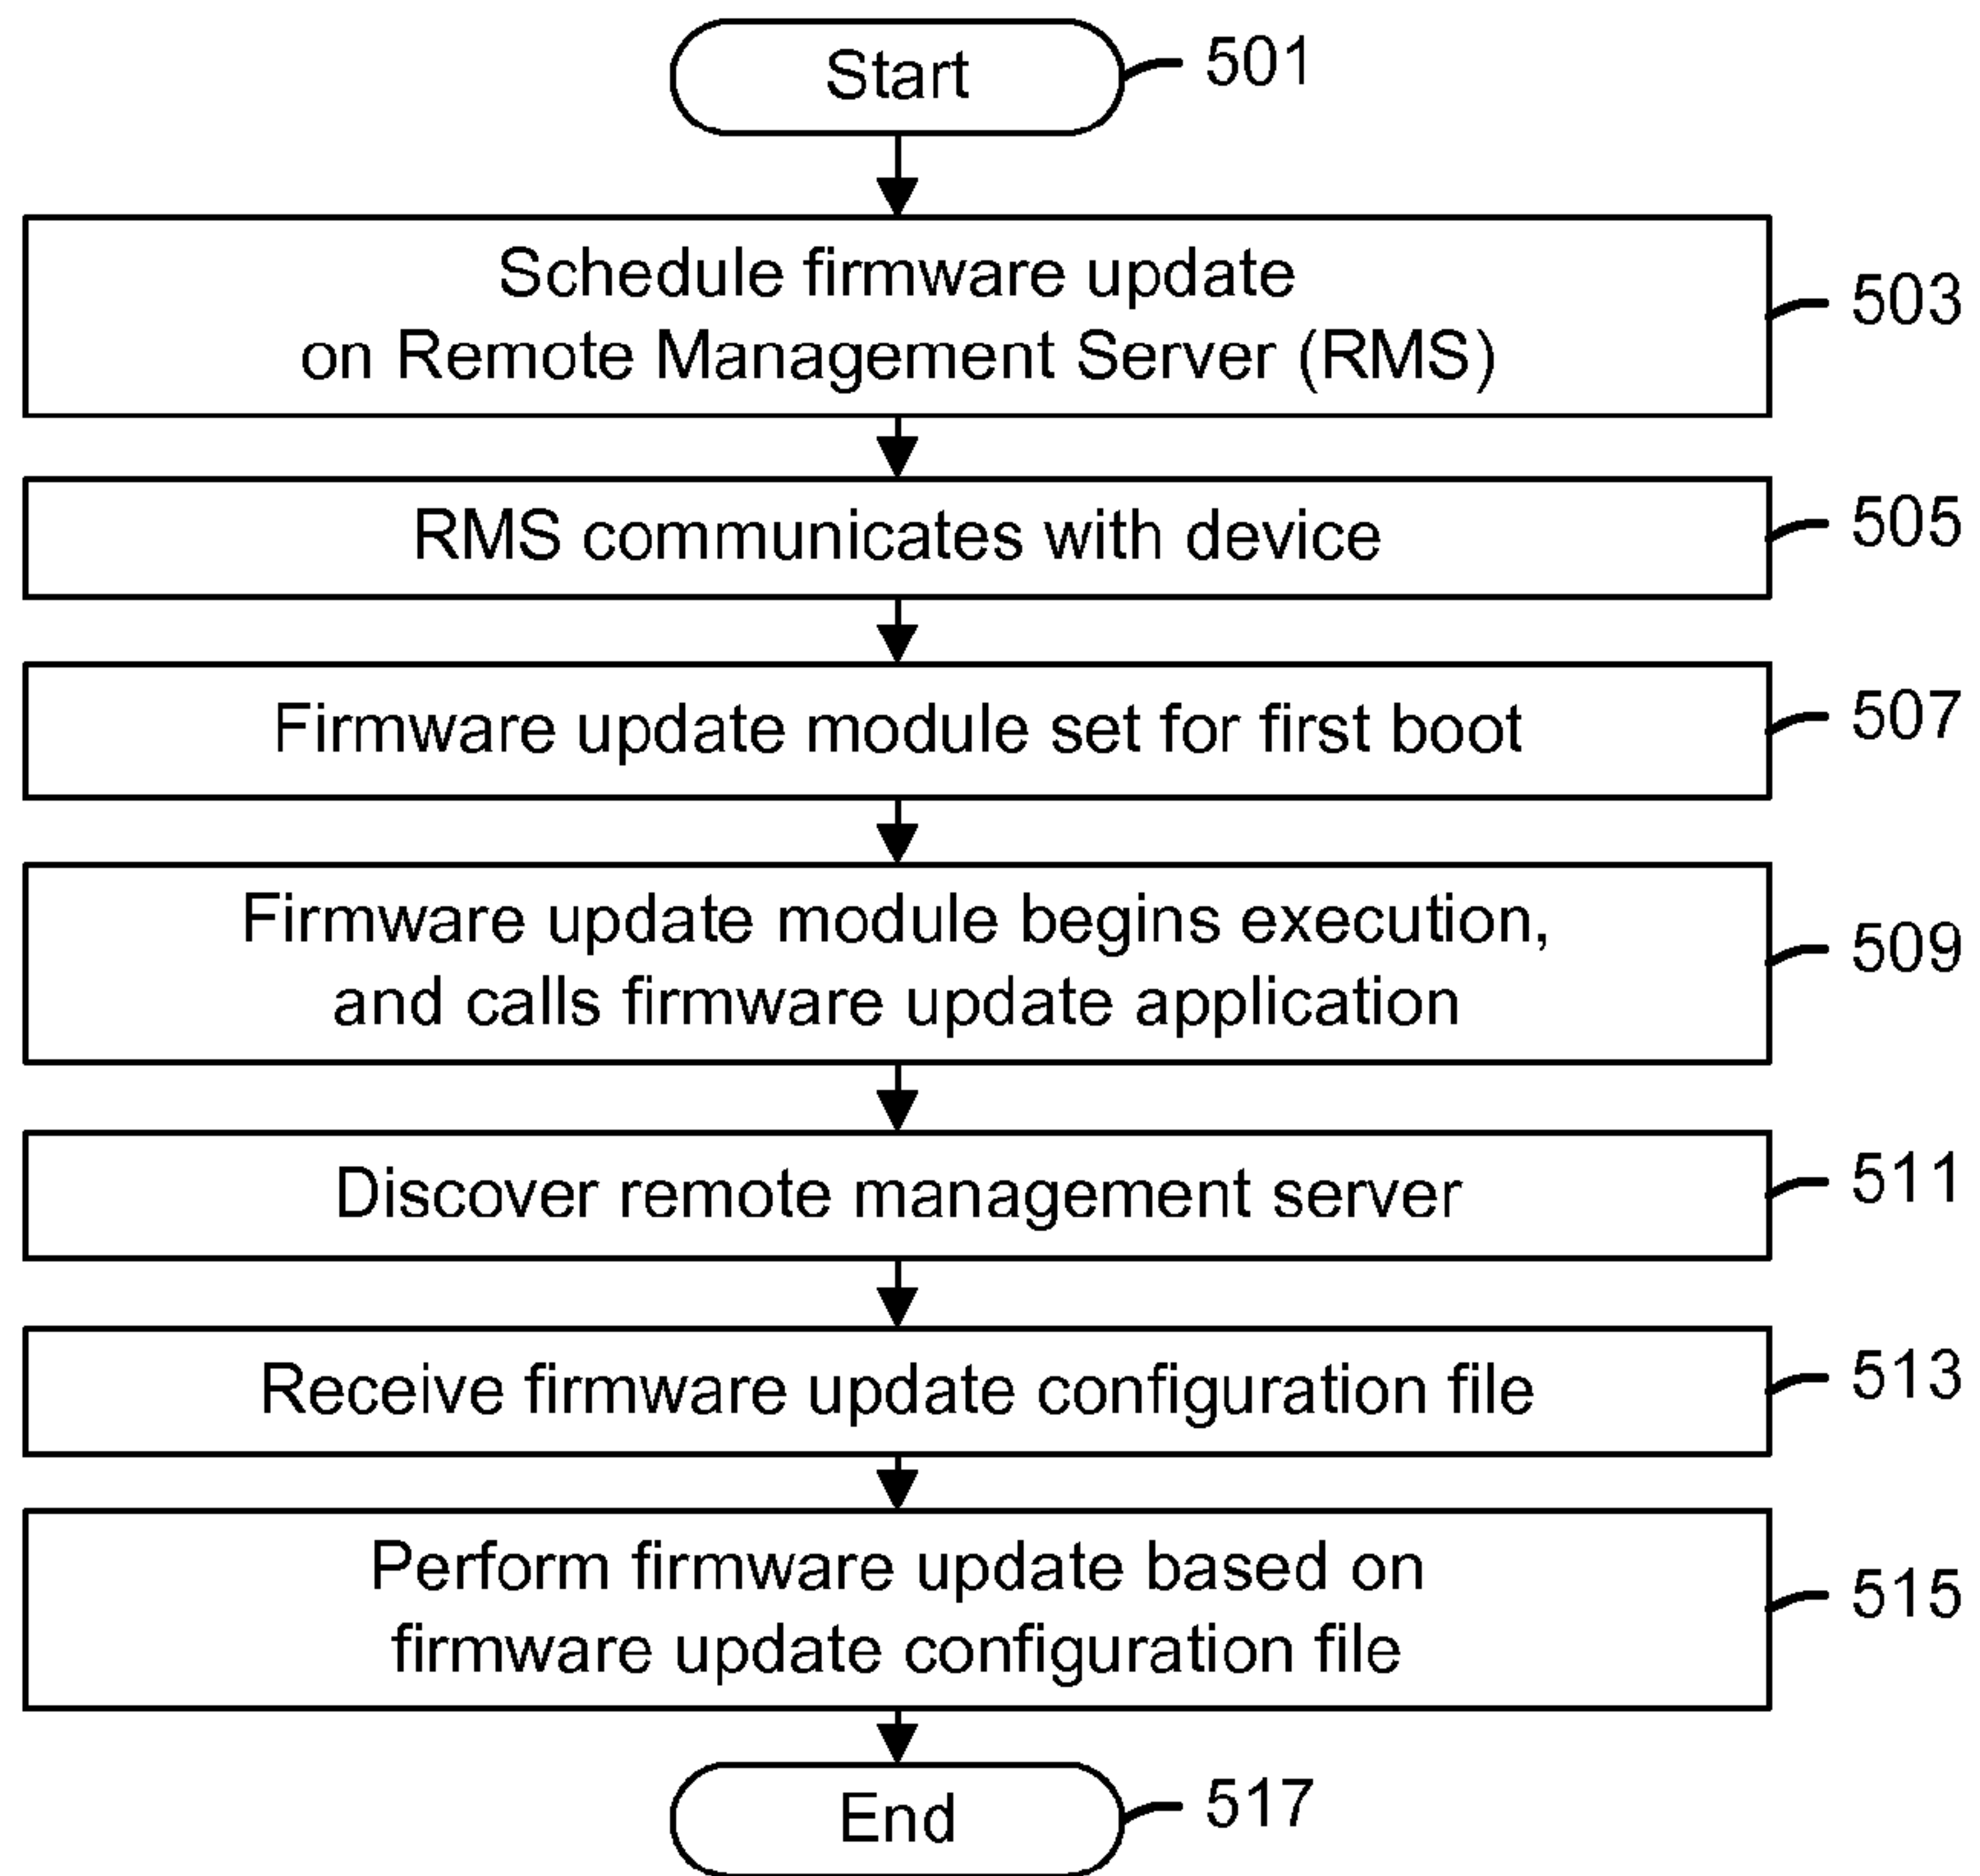 Start
501
Schedule firmware update
on Remote Management Server (RMS)
503
RMS communicates with device
505
Firmware update module set for first boot
507
Firmware update module begins execution,
and calls firmware update application
509
Discover remote management server
511
Receive firmware update configuration file
513
Perform firmware update based on
firmware update configuration file
515
End
517